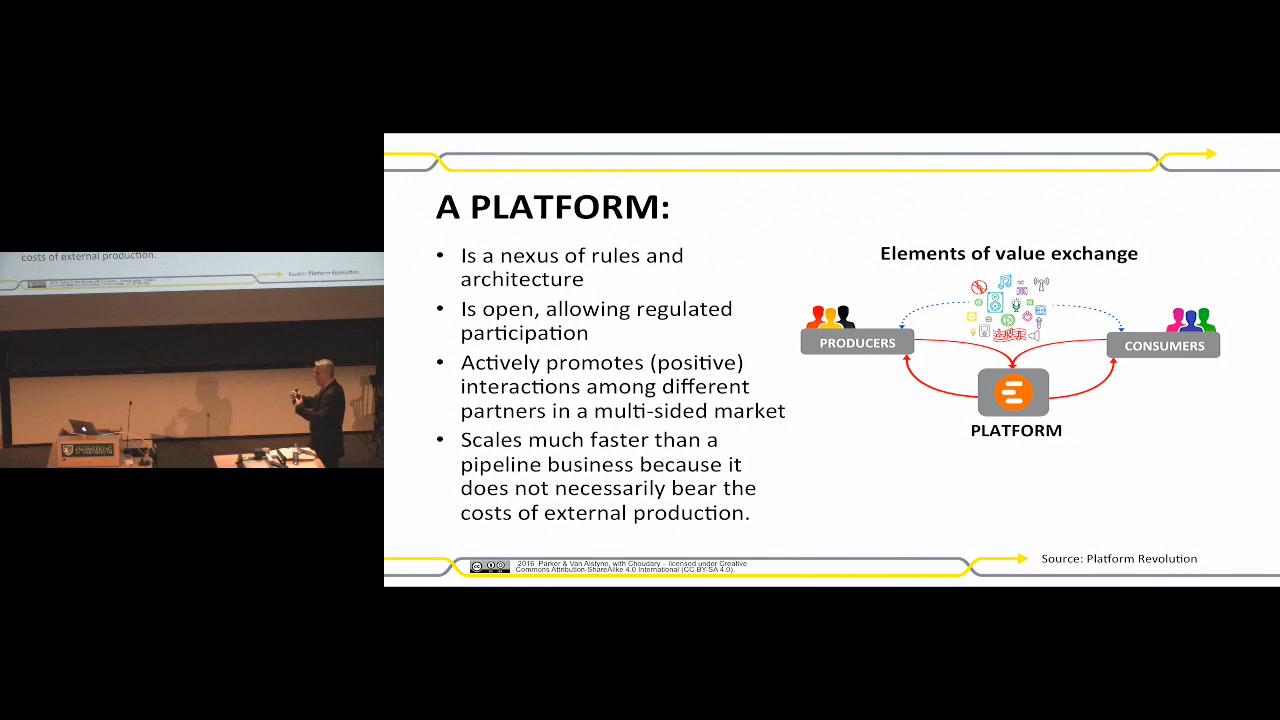 costs of external production.
Source: Platform Revolution
A PLATFORM:
• Is a nexus of rules and
architecture
• Is open, allowing regulated
participation
• Actively promotes (positive)
interactions among different
partners in a multi-sided market
• Scales much faster than a
pipeline business because it
does not necessarily bear the
costs of external production.
Elements of value exchange
PRODUCERS
CONSUMERS
PLATFORM
2016 Parker & Van Alstyne, with Choudary – licensed under Creative
Commons Attribution-ShareAlike 4.0 International (CC BY-SA 4.0).
Source: Platform Revolution